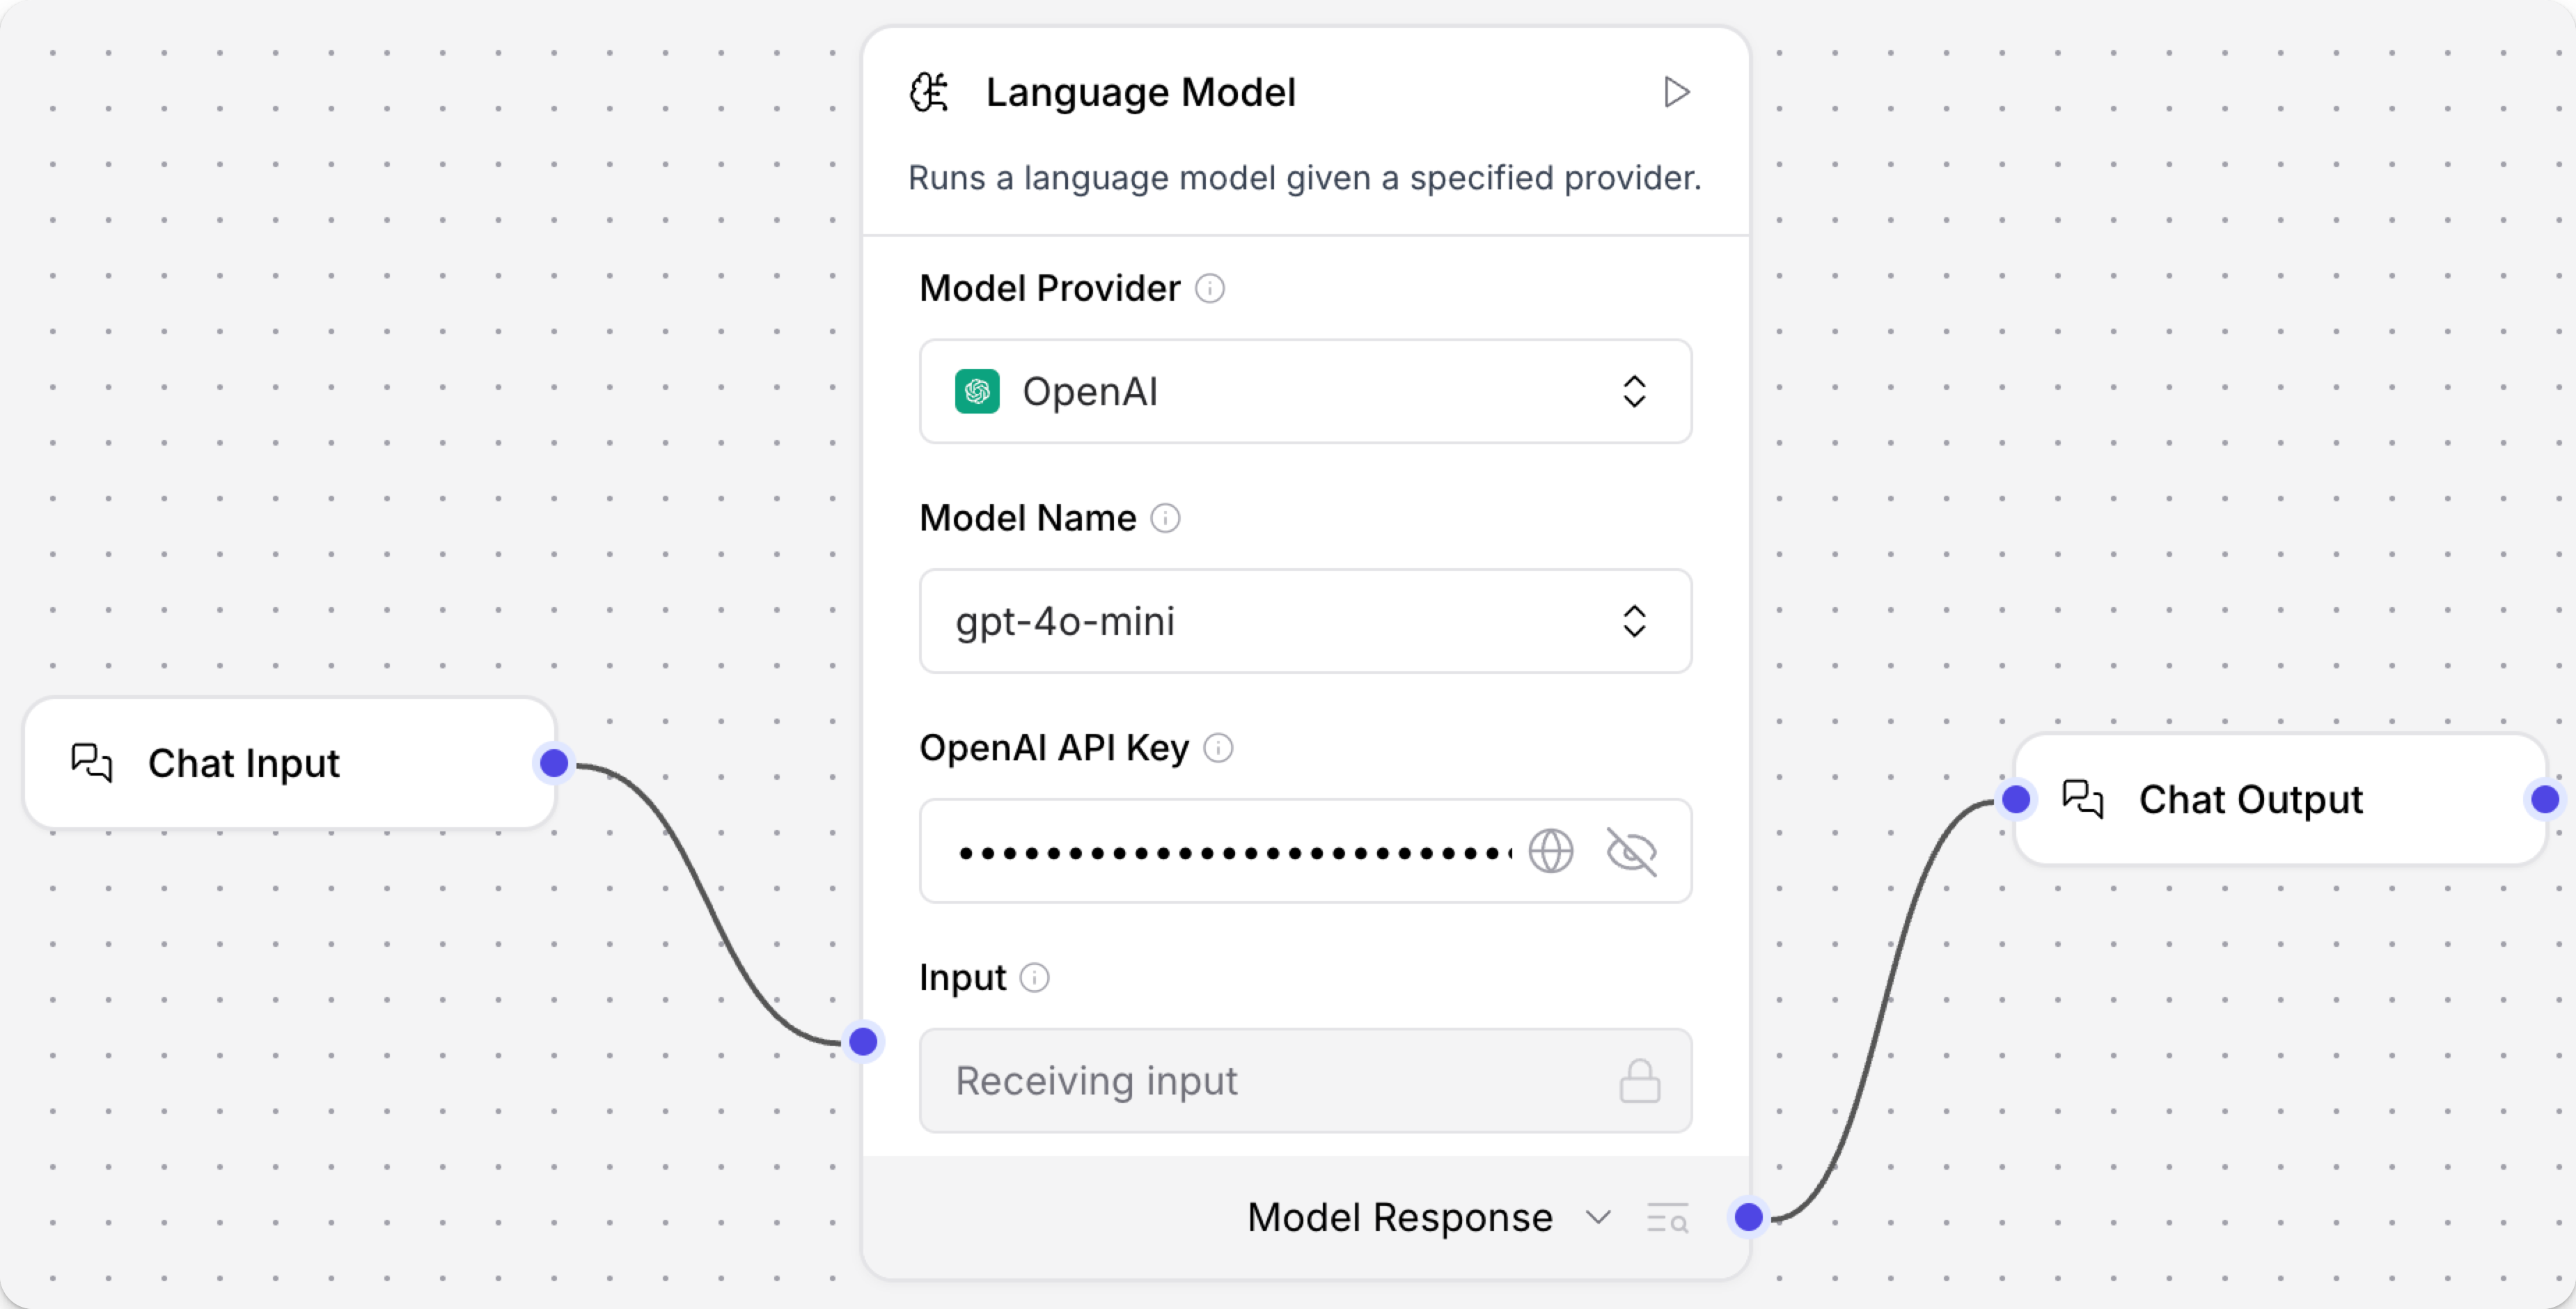 Language Model
Runs a language model given a specified provider.
Model Provider
OpenAI
Model Name
gpt-4o-mini
OpenAI API Key
Input
Receiving input
Model Response
Chat Input
Chat Output